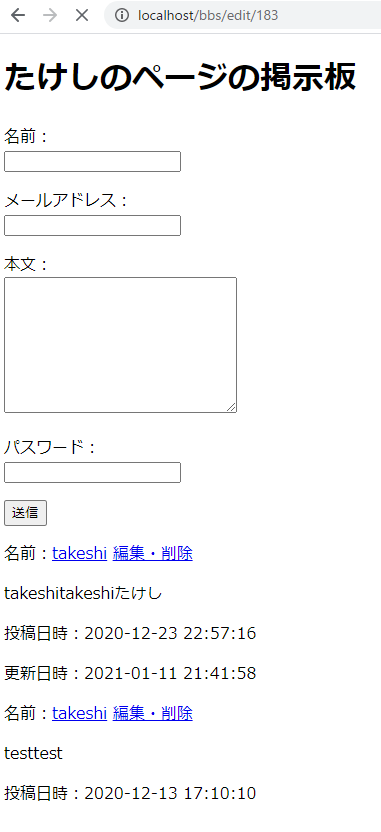 localhost/bbs/edit/183
たけしのページの掲示板
名前：
メールアドレス：
本文：
パスワード：
送信
名前：takeshi 編集・削除
takeshitakeshiたけし
投稿日時：2020-12-23 22:57:16
更新日時：2021-01-11 21:41:58
名前：takeshi 編集・削除
testtest
投稿日時：2020-12-13 17:10:10